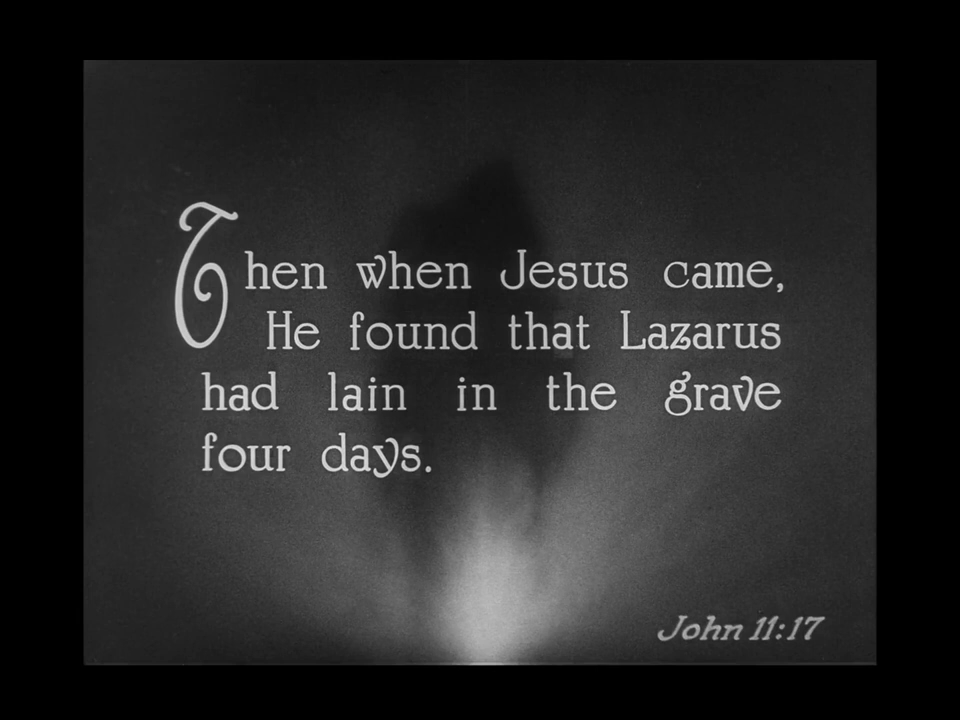 Then when Jesus came,
He found that Lazarus
had lain in the grave
four days.
John 11:17